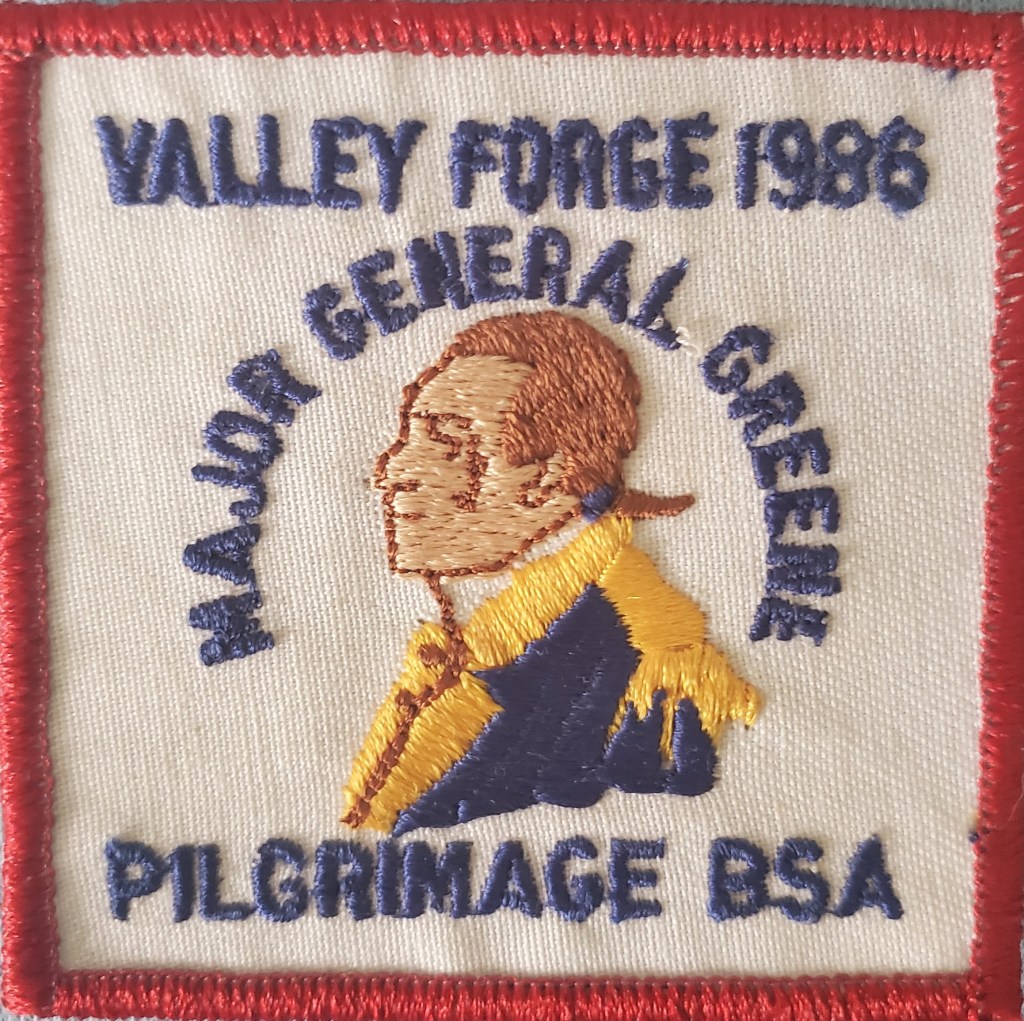 VALLEY FORGE 1986
MAJOR GENERAL GREENE
PILGRIMAGE BSA